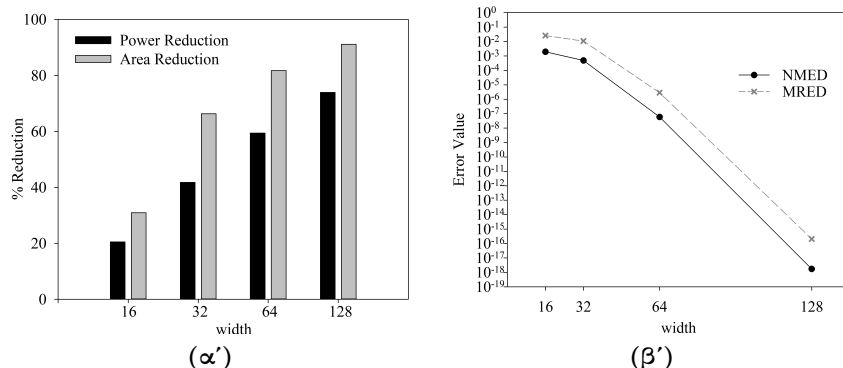 100
80
60
40
20
0
% Reduction
Power Reduction
Area Reduction
16 32 64 128
width
(α’)
10^0
10^-1
10^-2
10^-3
10^-4
10^-5
10^-6
10^-7
10^-8
10^-9
10^-10
10^-11
10^-12
10^-13
10^-14
10^-15
10^-16
10^-17
10^-18
10^-19
Error Value
NMED
MRED
16 32 64 128
width
(β’)